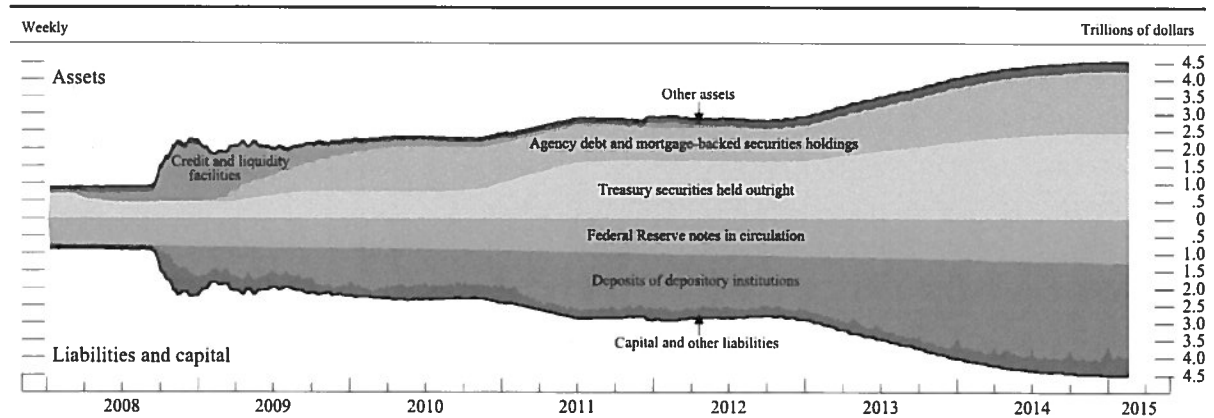 Weekly
Trillions of dollars
Assets
4.5
4.0
3.5
3.0
2.5
2.0
1.5
1.0
.5
0
.5
1.0
1.5
2.0
2.5
3.0
3.5
4.0
4.5
Other assets
Agency debt and mortgage-backed securities holdings
Credit and liquidity
facilities
Treasury securities held outright
Federal Reserve notes in circulation
Deposits of depository institutions
Capital and other liabilities
Liabilities and capital
2008 2009 2010 2011 2012 2013 2014 2015